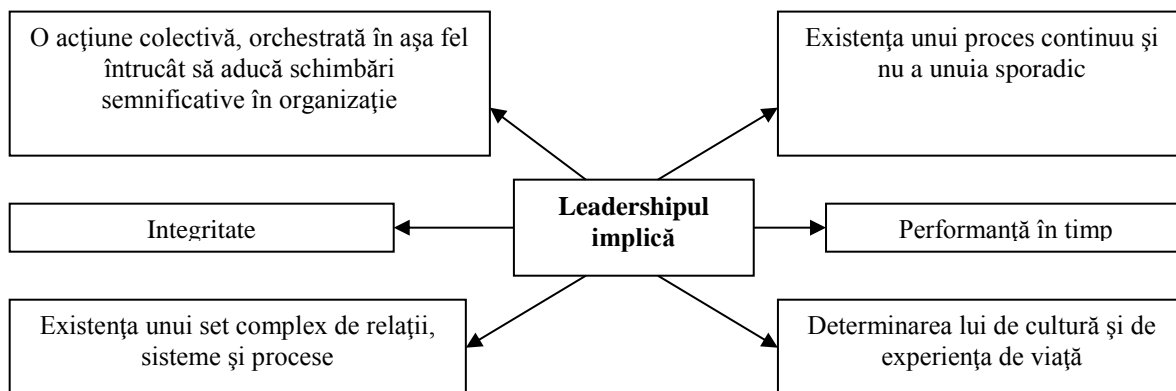 O acţiune colectivă, orchestrată în aşa fel
întrucât să aducă schimbări
semnificative în organizaţie
Existenţa unui proces continuu şi
nu a unuia sporadic
Leadershipul
implică
Integritate
Performanţă în timp
Existenţa unui set complex de relaţii,
sisteme şi procese
Determinarea lui de cultură şi de
experienţa de viaţă